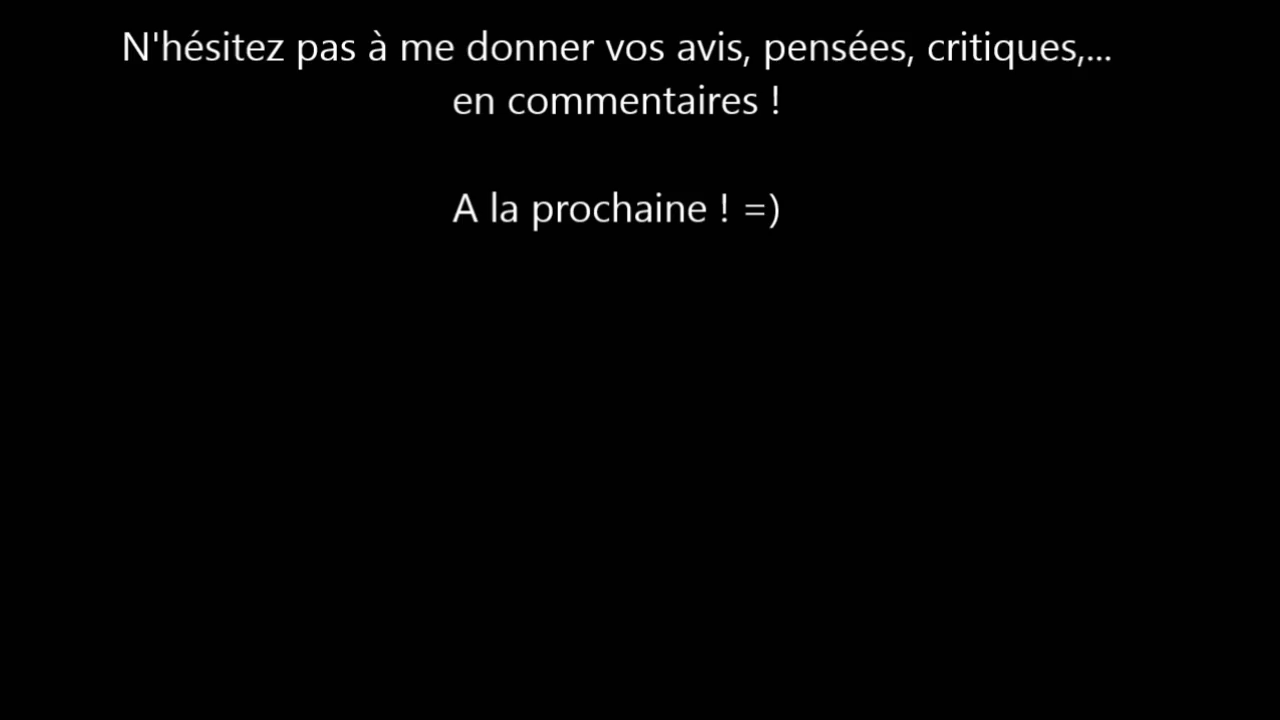 N'hésitez pas à me donner vos avis, pensées, critiques,...
en commentaires !
A la prochaine ! =)